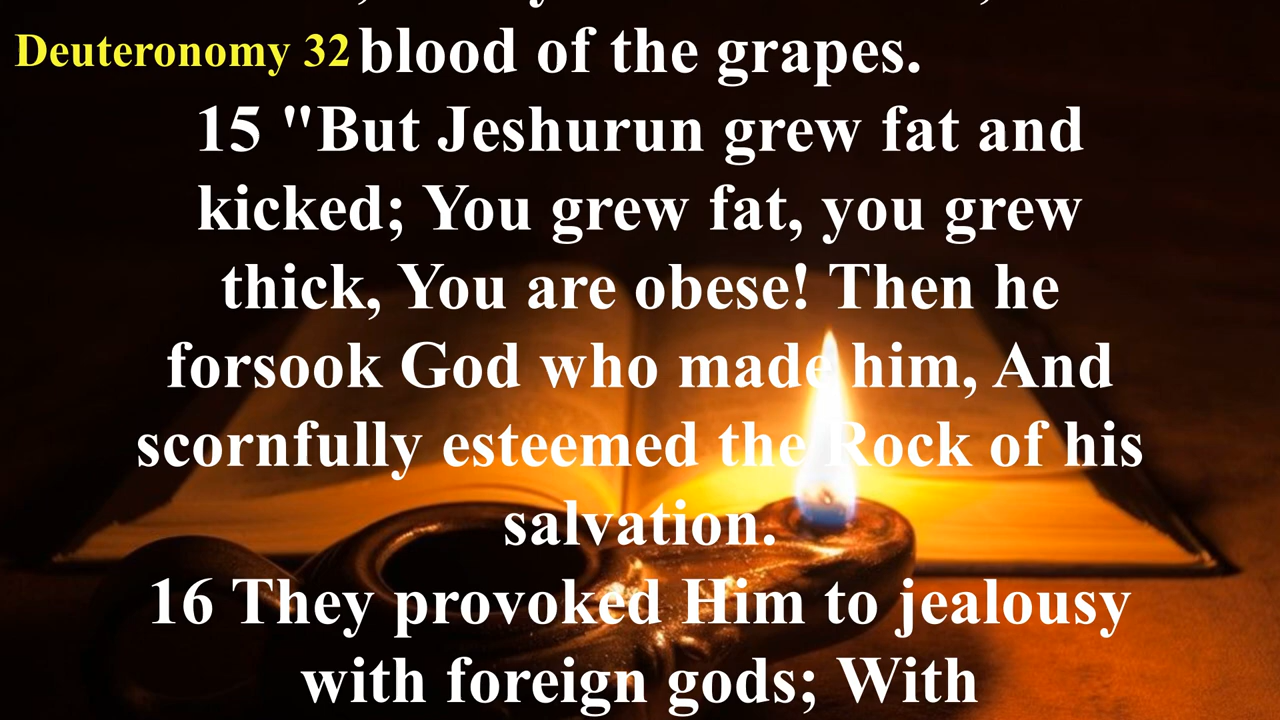 Deuteronomy 32 blood of the grapes.
15 "But Jeshurun grew fat and
kicked; You grew fat, you grew
thick, You are obese! Then he
forsook God who made him, And
scornfully esteemed the Rock of his
salvation.
16 They provoked Him to jealousy
with foreign gods; With